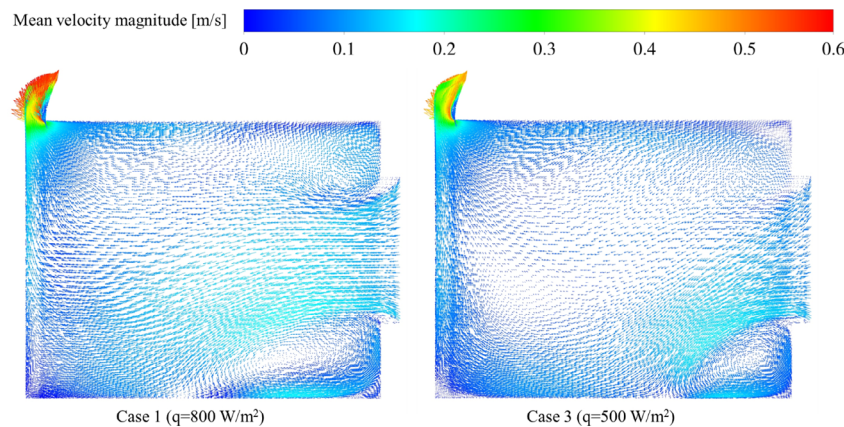 Mean velocity magnitude [m/s]
0 0.1 0.2 0.3 0.4 0.5 0.6
Case 1 (q=800 W/m²) Case 3 (q=500 W/m²)